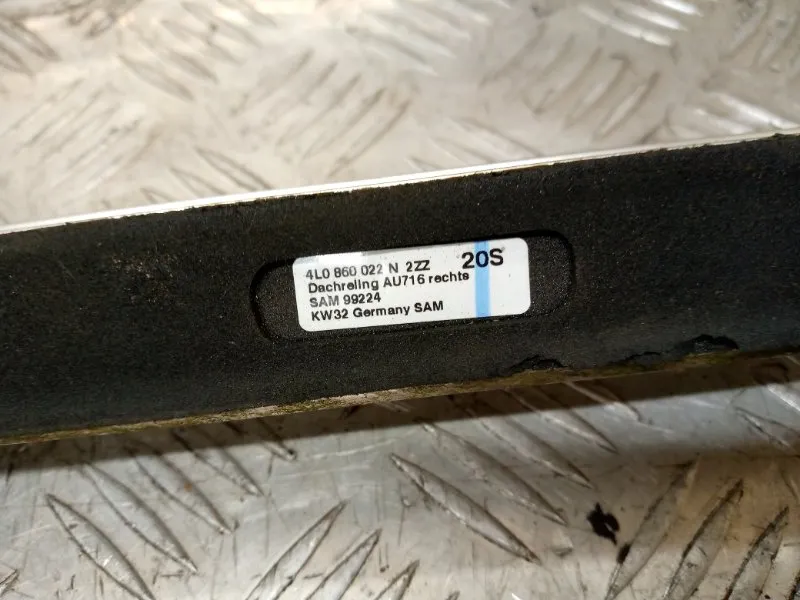 4L0 860 022 N 2ZZ 20S
Dachreling AU716 rechts
SAM 99224
KW32 Germany SAM